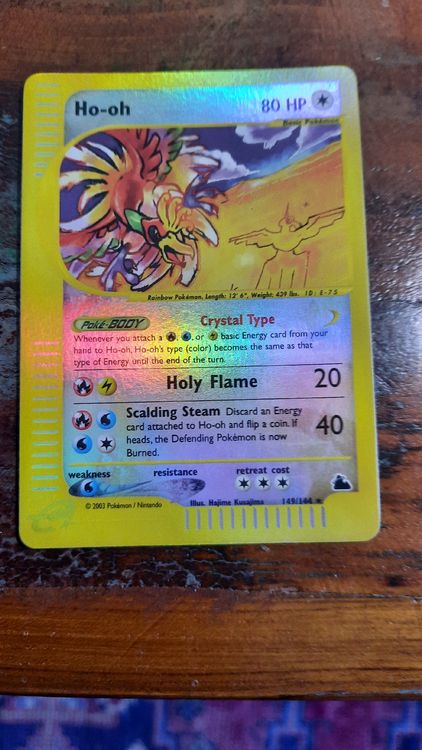 Ho-oh
80 HP
Basic Pokémon
Rainbow Pokémon, Length: 12' 6", Weight: 439 lbs. ID: E-75
Poké-BODY Crystal Type
Whenever you attach a , , or basic Energy card from your
hand to Ho-oh, Ho-oh's type (color) becomes the same as that
type of Energy until the end of the turn.
Holy Flame 20
Scalding Steam Discard an Energy
card attached to Ho-oh and flip a coin. If
heads, the Defending Pokémon is now
Burned.
40
weakness resistance retreat cost
© 2003 Pokémon / Nintendo
Illus. Hajime Kusajima
149/144